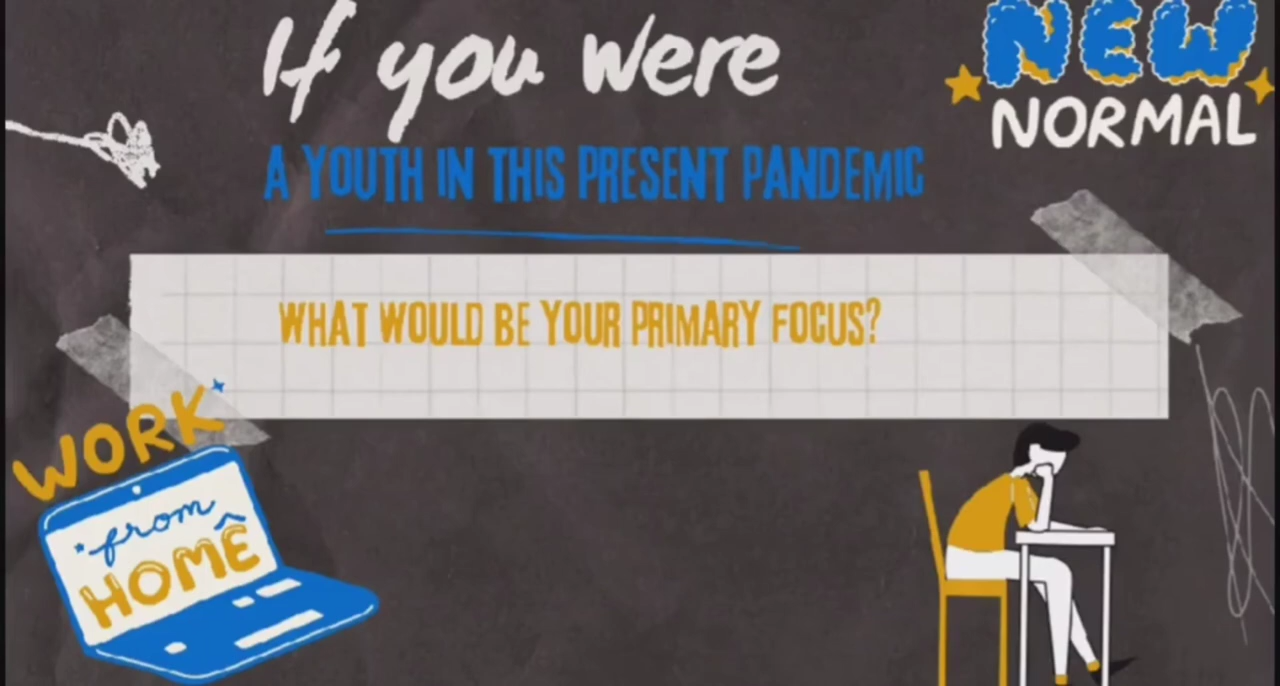 If you were
NEW
NORMAL
A YOUTH IN THIS PRESENT PANDEMIC
WHAT WOULD BE YOUR PRIMARY FOCUS?
WORK
from
HOME